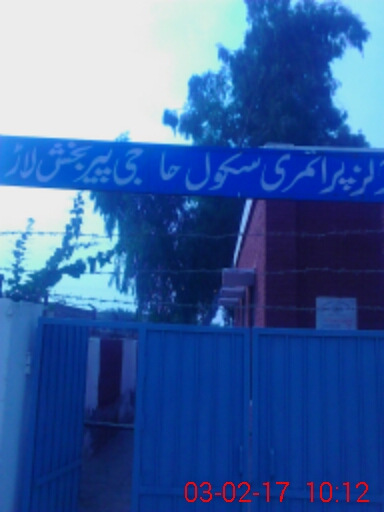 گرلز پرائمری سکول حاجی پیر بخش لاڑ
03-02-17 10:12